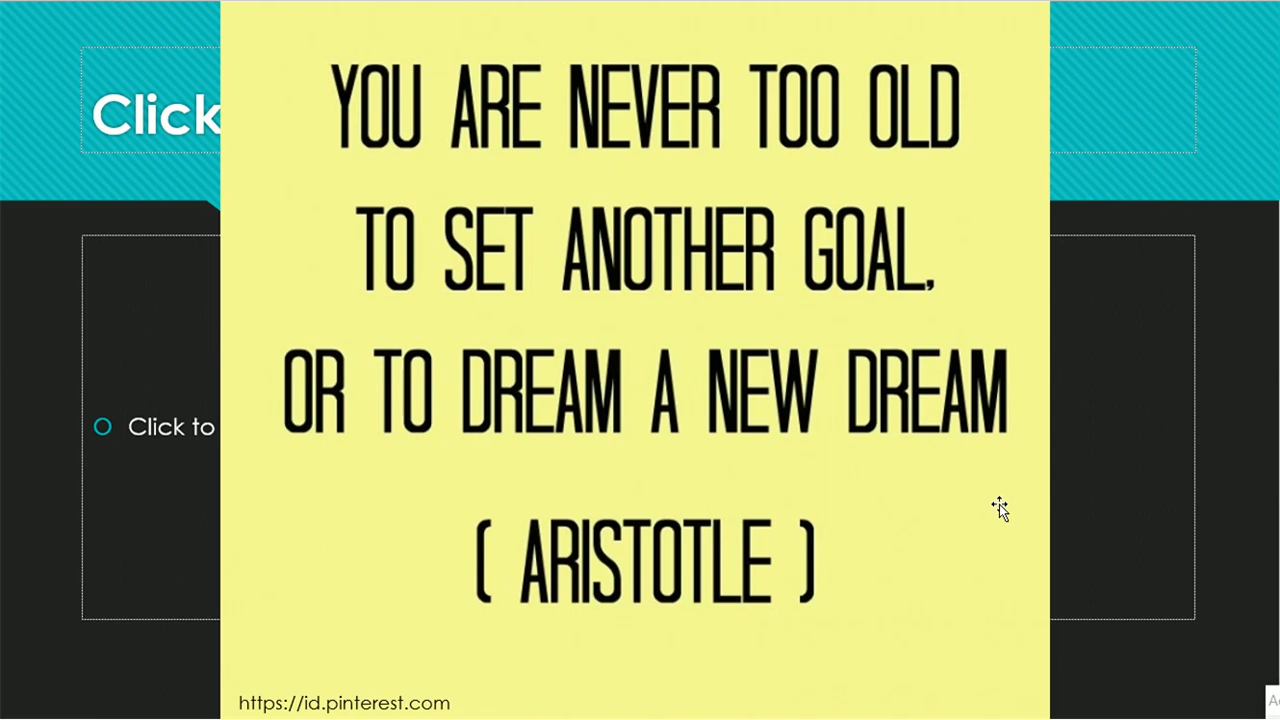 Click
YOU ARE NEVER TOO OLD
TO SET ANOTHER GOAL,
OR TO DREAM A NEW DREAM
Click to
( ARISTOTLE )
https://id.pinterest.com